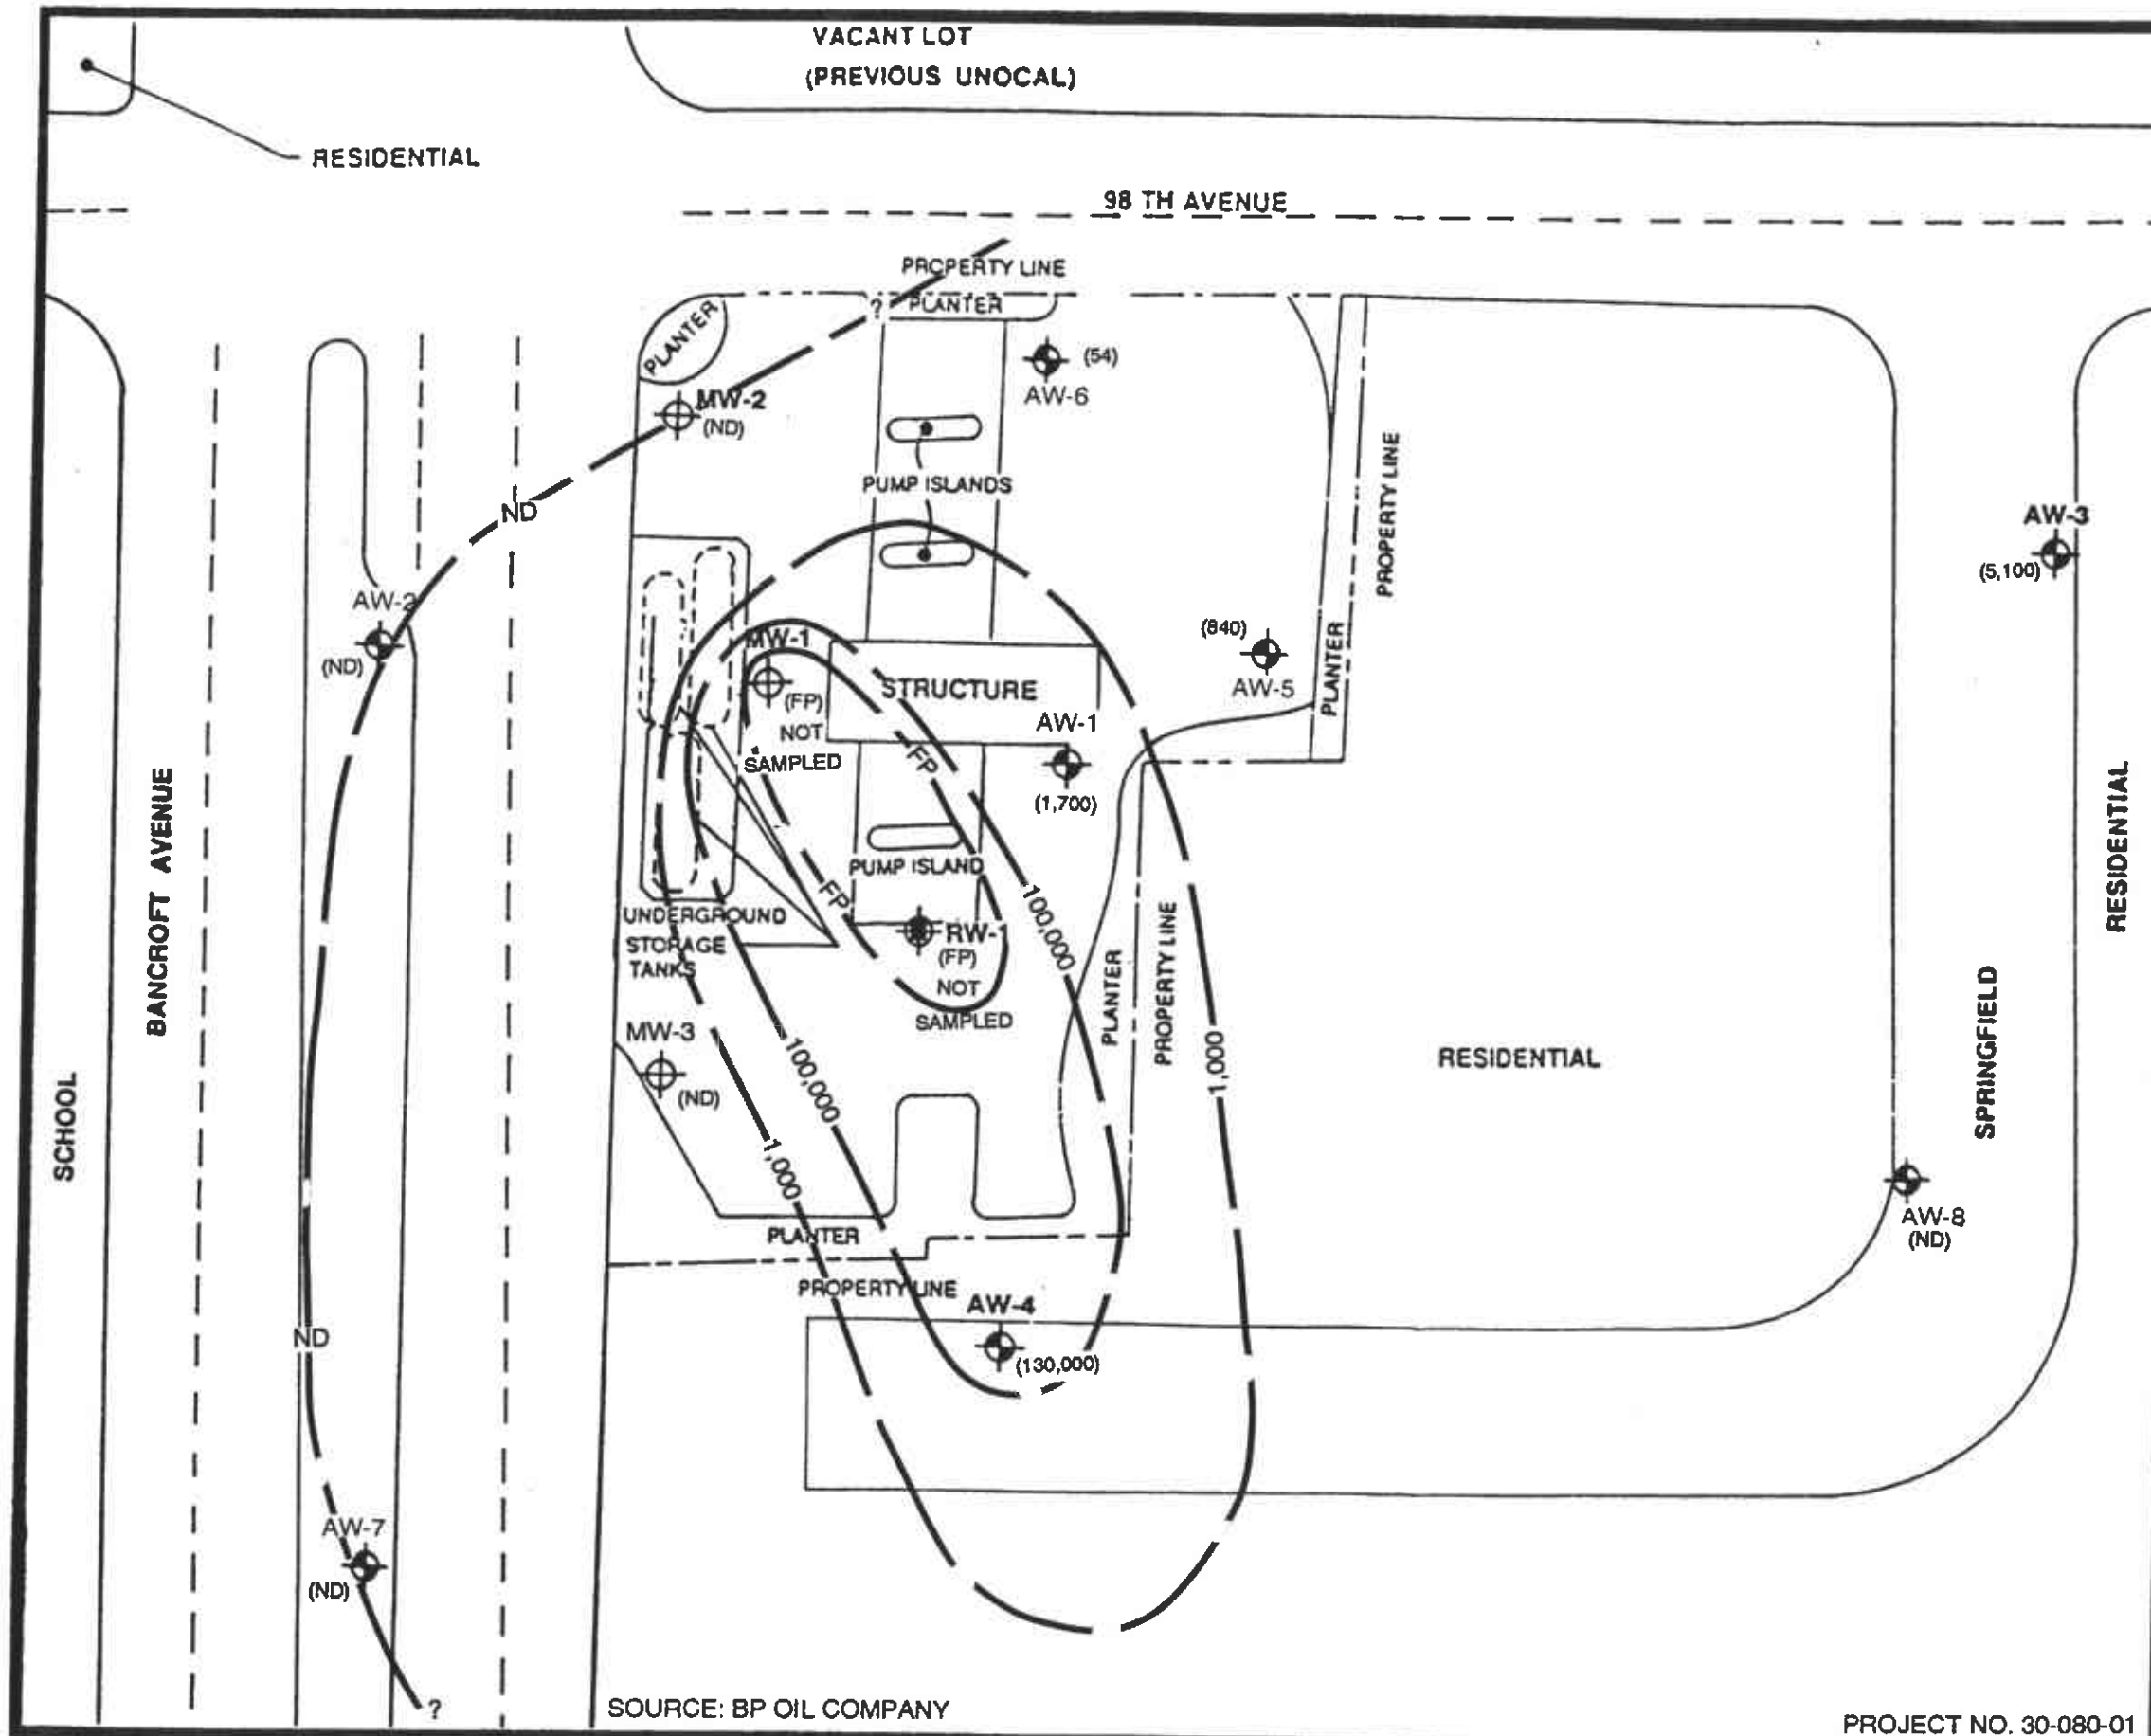 VACANT LOT
(PREVIOUS UNOCAL)
RESIDENTIAL
98 TH AVENUE
PROPERTY LINE
PLANTER
?
PLANTER
(54)
AW-6
MW-2
(ND)
PUMP ISLANDS
ND
PROPERTY LINE
AW-3
(5,100)
AW-2
(ND)
MW-1
(FP)
NOT
SAMPLED
STRUCTURE
(840)
AW-5
PLANTER
AW-1
(1,700)
FP
FP
PUMP ISLAND
UNDERGROUND
STORAGE
TANKS
RW-1
(FP)
NOT
SAMPLED
100,000
PLANTER
PROPERTY LINE
1,000
BANCROFT AVENUE
SCHOOL
MW-3
(ND)
100,000
1,000
RESIDENTIAL
SPRINGFIELD
RESIDENTIAL
AW-8
(ND)
PLANTER
PROPERTY LINE
AW-4
(130,000)
ND
AW-7
(ND)
?
SOURCE: BP OIL COMPANY
PROJECT NO. 30-080-01